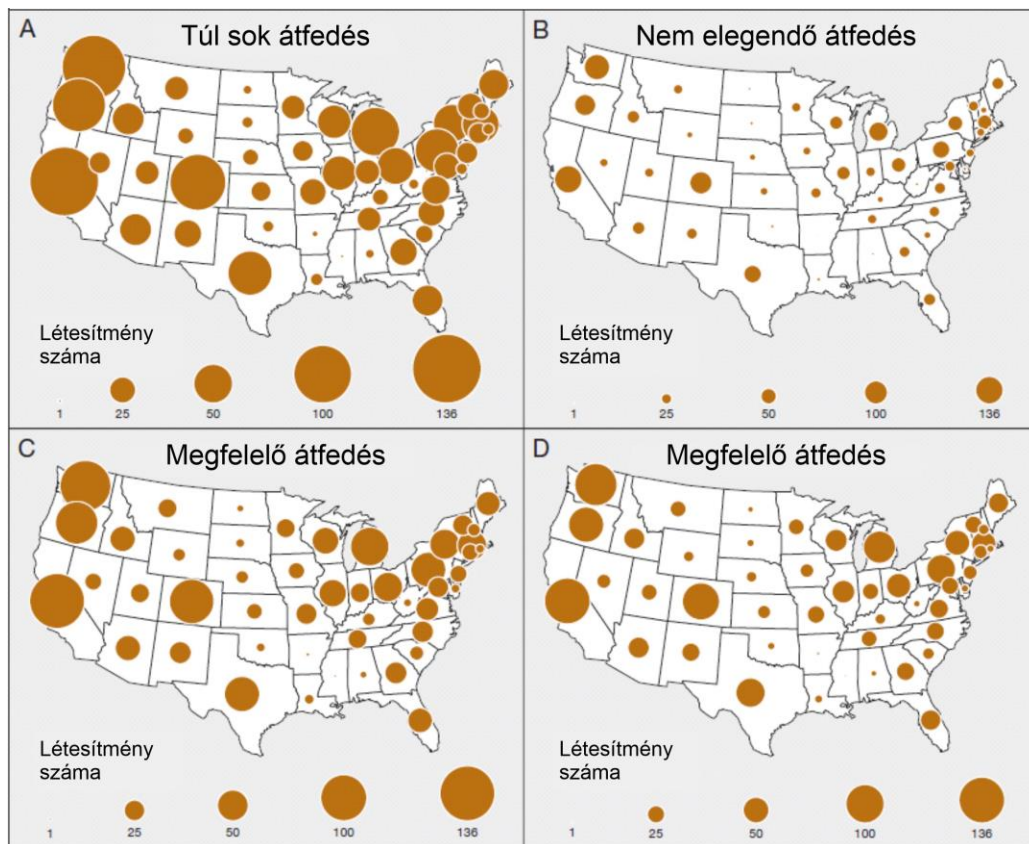 A
Túl sok átfedés
Létesítmény
száma
1 25 50 100 136
B
Nem elegendő átfedés
Létesítmény
száma
1 25 50 100 136
C
Megfelelő átfedés
Létesítmény
száma
1 25 50 100 136
D
Megfelelő átfedés
Létesítmény
száma
1 25 50 100 136